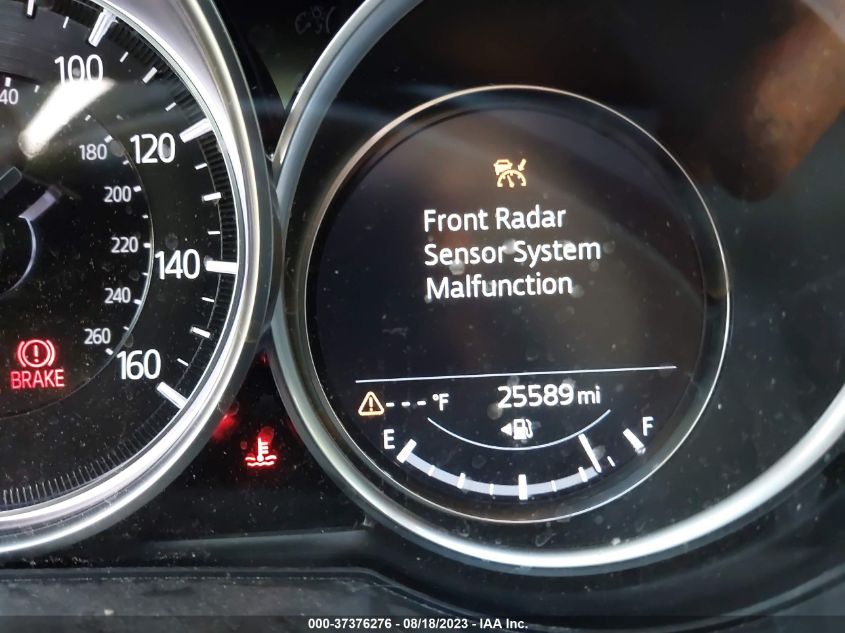 100
40
120
180
200
220
140
240
260
160
BRAKE
Front Radar
Sensor System
Malfunction
---°F
25589 mi
E
F
000-37376276 - 08/18/2023 - IAA Inc.